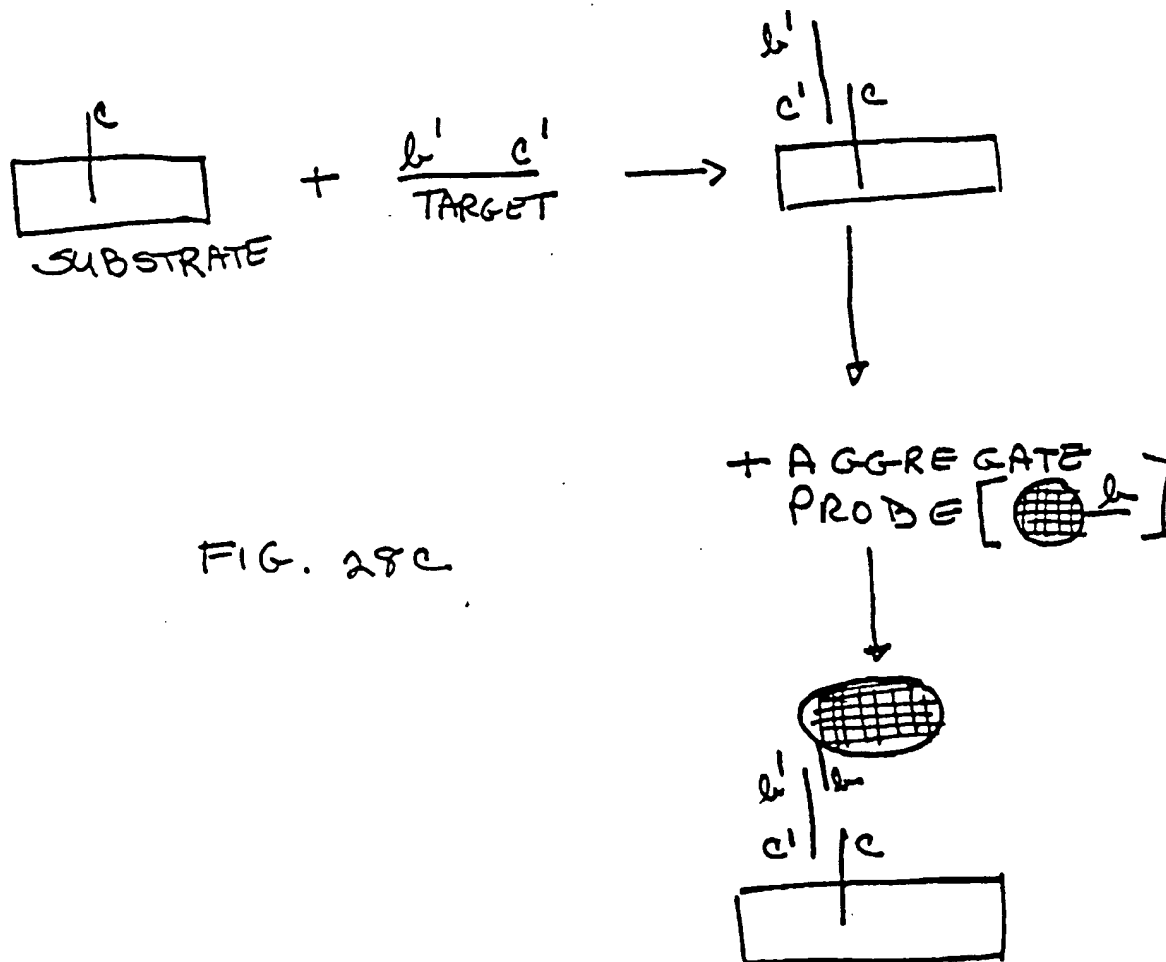 c
SUBSTRATE
+
b' c'
TARGET
b'
c' c
+ AGGREGATE
PROBE [ b ]
FIG. 28C
b' b
c' c